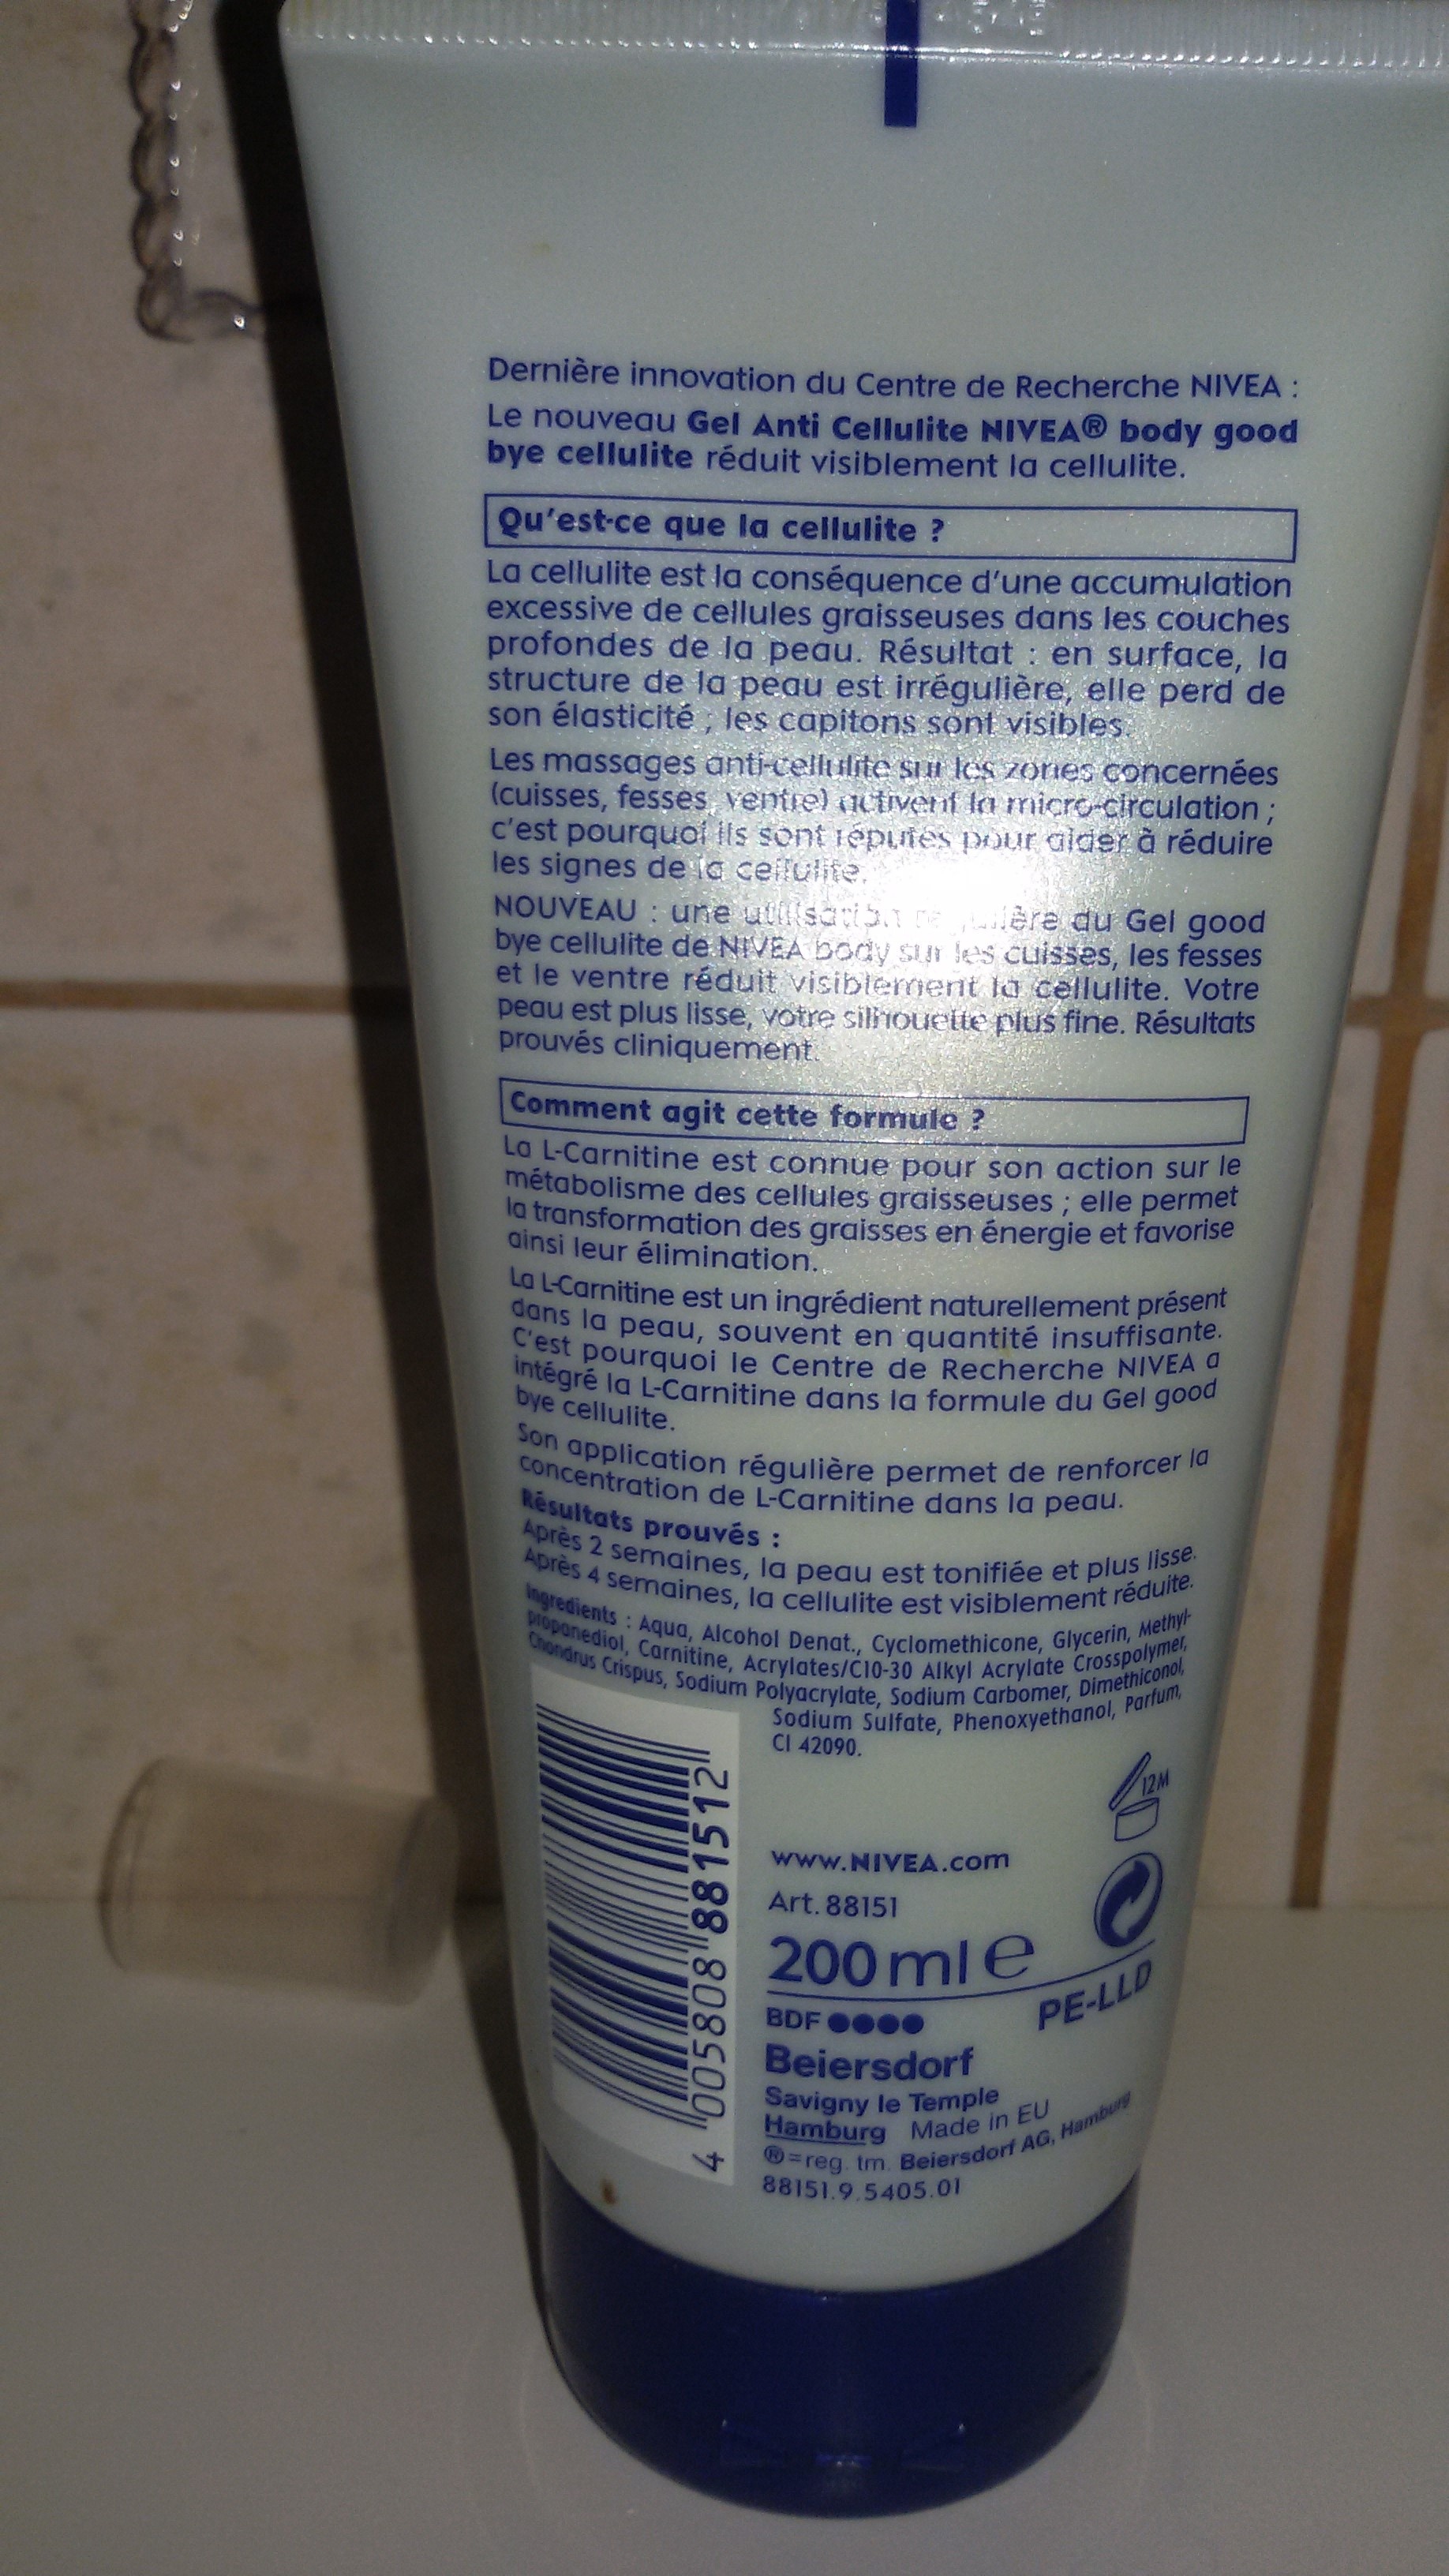 Dernière innovation du Centre de Recherche NIVEA :
Le nouveau Gel Anti Cellulite NIVEA® body good
bye cellulite réduit visiblement la cellulite.
Qu'est-ce que la cellulite ?
La cellulite est la conséquence d'une accumulation
excessive de cellules graisseuses dans les couches
profondes de la peau. Résultat : en surface, la
structure de la peau est irrégulière, elle perd de
son élasticité ; les capitons sont visibles.
Les massages anti-cellulite sur les zones concernées
(cuisses, fesses, ventre) activent la micro-circulation ;
c'est pourquoi ils sont réputés pour aider à réduire
les signes de la cellulite.
NOUVEAU : une utilisation régulière du Gel good
bye cellulite de NIVEA body sur les cuisses, les fesses
et le ventre réduit visiblement la cellulite. Votre
peau est plus lisse, votre silhouette plus fine. Résultats
prouvés cliniquement.
Comment agit cette formule ?
La L-Carnitine est connue pour son action sur le
métabolisme des cellules graisseuses ; elle permet
la transformation des graisses en énergie et favorise
ainsi leur élimination.
La L-Carnitine est un ingrédient naturellement présent
dans la peau, souvent en quantité insuffisante.
C'est pourquoi le Centre de Recherche NIVEA a
intégré la L-Carnitine dans la formule du Gel good
bye cellulite.
Son application régulière permet de renforcer la
concentration de L-Carnitine dans la peau.
Résultats prouvés :
Après 2 semaines, la peau est tonifiée et plus lisse.
Après 4 semaines, la cellulite est visiblement réduite.
Ingredients : Aqua, Alcohol Denat., Cyclomethicone, Glycerin, Methyl-
propanediol, Carnitine, Acrylates/C10-30 Alkyl Acrylate Crosspolymer,
Chondrus Crispus, Sodium Polyacrylate, Sodium Carbomer, Dimethiconol,
Sodium Sulfate, Phenoxyethanol, Parfum,
CI 42090.
12M
www.NIVEA.com
Art. 88151
200 ml e
PE-LLD
BDF ●●●●
Beiersdorf
Savigny le Temple
Hamburg Made in EU
®=reg. tm. Beiersdorf AG, Hamburg
88151.9.5405.01
4 005808 881512